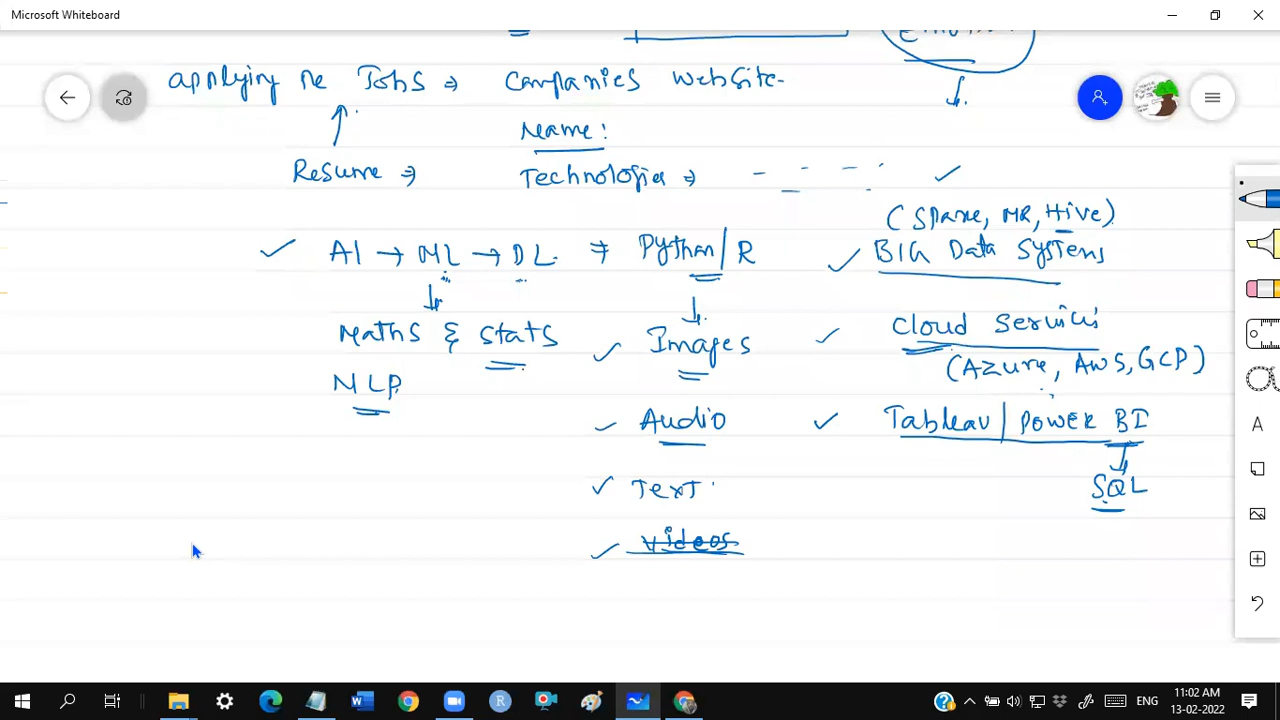 Microsoft Whiteboard
applying Jobs ⇒ Companies website
Name:
Resume ⇒ Technologies ⇒
(Spark, MR, Hive)
AI → ML → DL ⇒ Python/R BIG Data Systems
Maths & stats Images Cloud Services
(Azure, AWS, GCP)
NLP
Audio Tableau/Power BI
Text SQL
videos
ENG
11:02 AM
13-02-2022